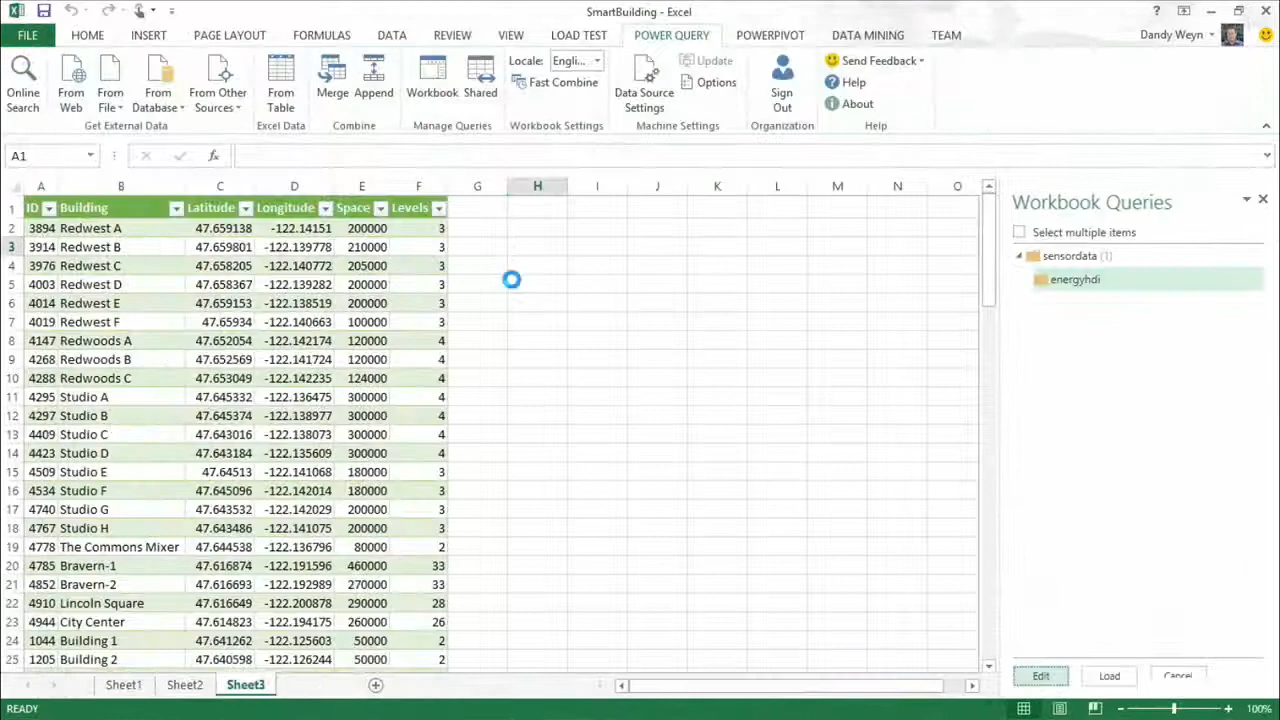 SmartBuilding - Excel
FILE HOME INSERT PAGE LAYOUT FORMULAS DATA REVIEW VIEW LOAD TEST POWER QUERY POWERPIVOT DATA MINING TEAM Dandy Weyn
Online Search From Web From File From Database From Other Sources From Table Merge Append Workbook Shared Locale: Engli... Fast Combine Data Source Settings Update Options Sign Out Send Feedback Help About
Get External Data Excel Data Combine Manage Queries Workbook Settings Machine Settings Organization Help
A1 fx
A B C D E F G H I J K L M N O
1 ID Building Latitude Longitude Space Levels
2 3894 Redwest A 47.659138 -122.14151 200000 3
3 3914 Redwest B 47.659801 -122.139778 210000 3
4 3976 Redwest C 47.658205 -122.140772 205000 3
5 4003 Redwest D 47.658367 -122.139282 200000 3
6 4014 Redwest E 47.659153 -122.138519 200000 3
7 4019 Redwest F 47.65934 -122.140663 100000 3
8 4147 Redwoods A 47.652054 -122.142174 120000 4
9 4268 Redwoods B 47.652569 -122.141724 120000 4
10 4288 Redwoods C 47.653049 -122.142235 124000 4
11 4295 Studio A 47.645332 -122.136475 300000 4
12 4297 Studio B 47.645374 -122.138977 300000 4
13 4409 Studio C 47.643016 -122.138073 300000 4
14 4423 Studio D 47.643184 -122.135609 300000 4
15 4509 Studio E 47.64513 -122.141068 180000 3
16 4534 Studio F 47.645096 -122.142014 180000 3
17 4740 Studio G 47.643532 -122.142029 200000 3
18 4767 Studio H 47.643486 -122.141075 200000 3
19 4778 The Commons Mixer 47.644538 -122.136796 80000 2
20 4785 Bravern-1 47.616874 -122.191596 460000 33
21 4852 Bravern-2 47.616693 -122.192989 270000 33
22 4910 Lincoln Square 47.616649 -122.200878 290000 28
23 4944 City Center 47.614823 -122.194175 260000 26
24 1044 Building 1 47.641262 -122.125603 50000 2
25 1205 Building 2 47.640598 -122.126244 50000 2
Workbook Queries
Select multiple items
sensordata (1)
energyhdi
Edit Load Cancel
Sheet1 Sheet2 Sheet3
READY 100%